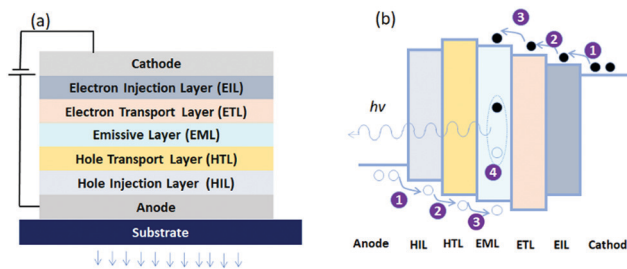 (a)
Cathode
Electron Injection Layer (EIL)
Electron Transport Layer (ETL)
Emissive Layer (EML)
Hole Transport Layer (HTL)
Hole Injection Layer (HIL)
Anode
Substrate
(b)
3
2
1
hv
4
1
2
3
Anode HIL HTL EML ETL EIL Cathod